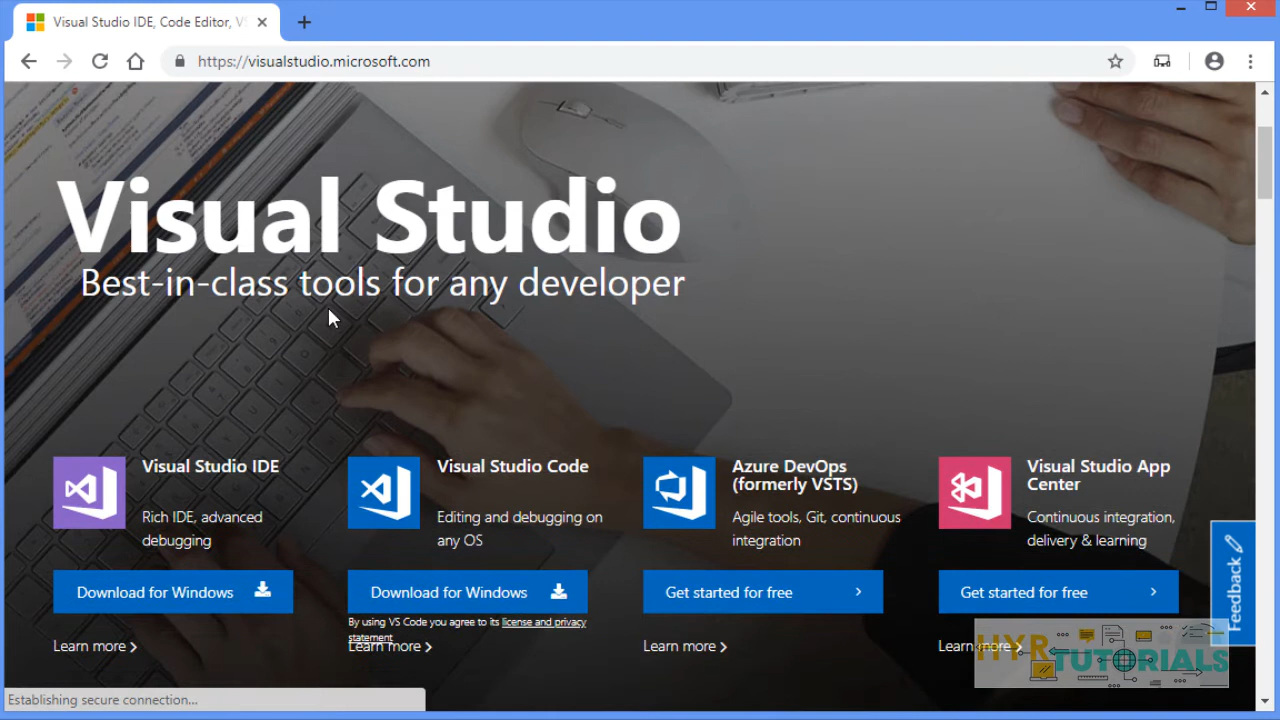 Visual Studio IDE, Code Editor, VS
https://visualstudio.microsoft.com
Visual Studio
Best-in-class tools for any developer
Visual Studio IDE
Rich IDE, advanced
debugging
Download for Windows
Learn more
Visual Studio Code
Editing and debugging on
any OS
Download for Windows
By using VS Code you agree to its license and privacy
statement
Learn more
Azure DevOps
(formerly VSTS)
Agile tools, Git, continuous
integration
Get started for free
Learn more
Visual Studio App
Center
Continuous integration,
delivery & learning
Get started for free
Learn more
Feedback
HYR
TUTORIALS
Establishing secure connection...